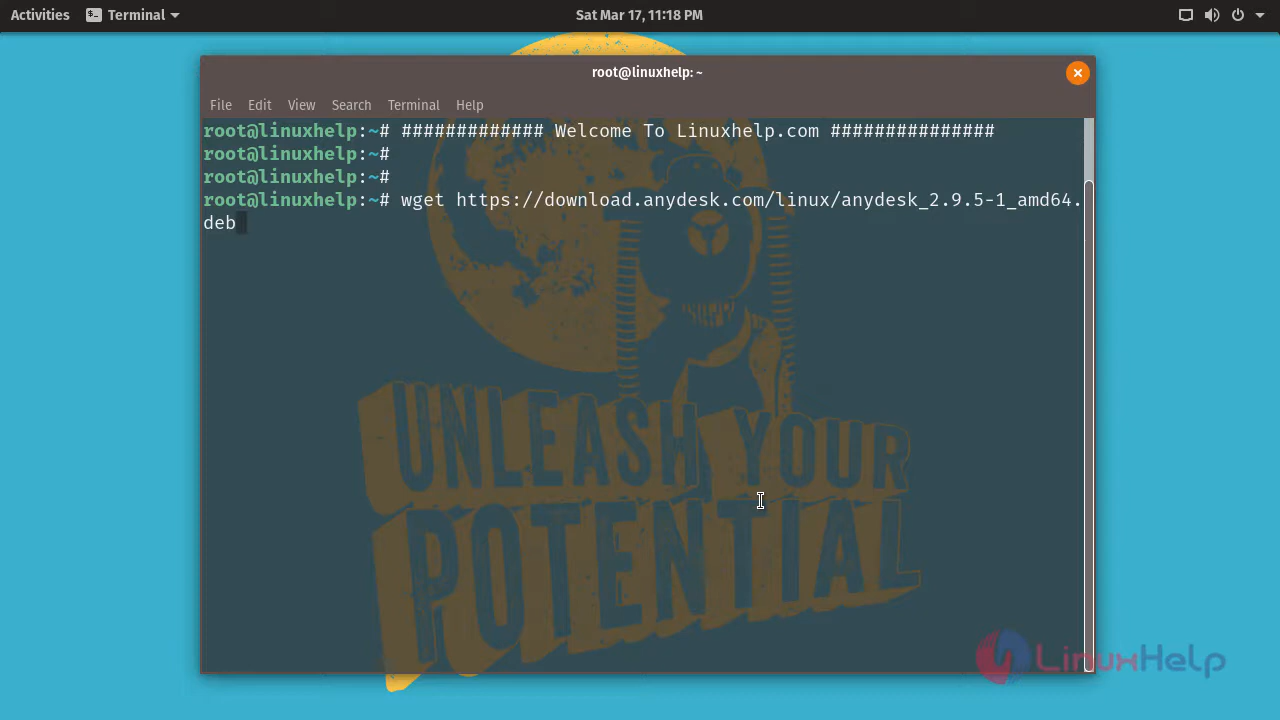 Activities Terminal Sat Mar 17, 11:18 PM
root@linuxhelp: ~
File Edit View Search Terminal Help
root@linuxhelp:~# ############# Welcome To Linuxhelp.com ###############
root@linuxhelp:~#
root@linuxhelp:~#
root@linuxhelp:~# wget https://download.anydesk.com/linux/anydesk_2.9.5-1_amd64.
deb
UNLEASH YOUR
POTENTIAL
LinuxHelp